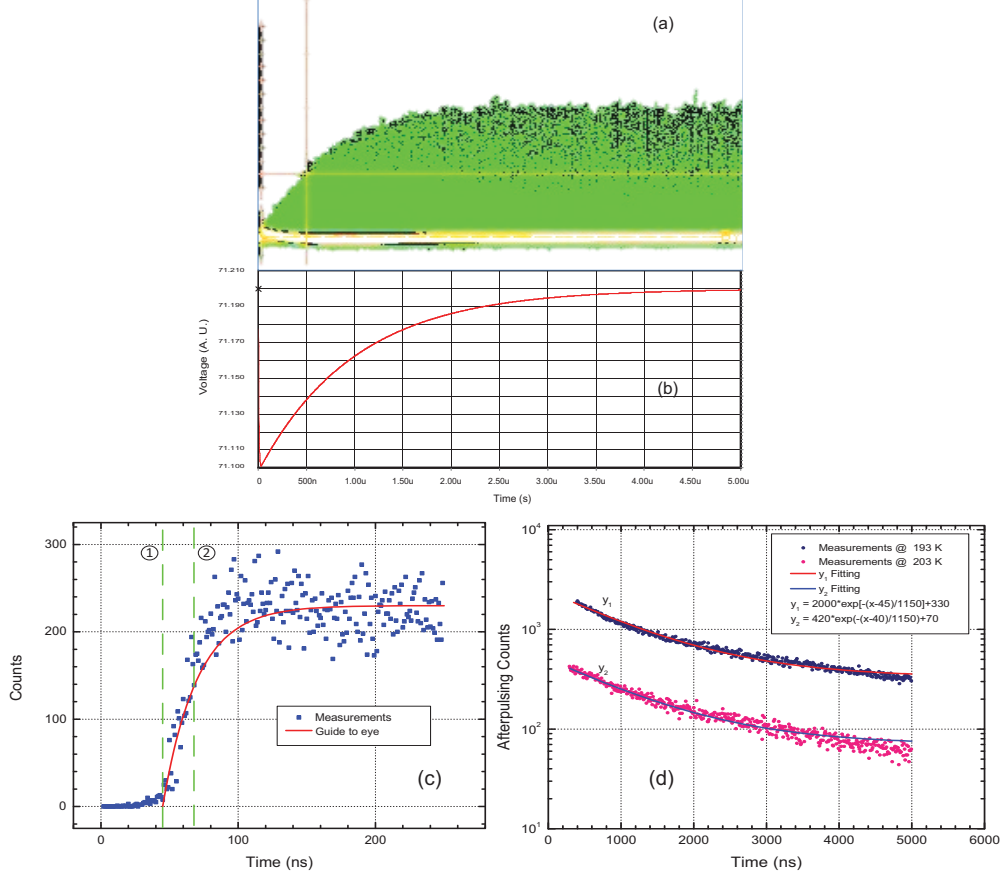 (a)
71.210
71.190
71.170
71.150
71.130
71.110
71.100
Voltage (A. U.)
(b)
0 500n 1.00u 1.50u 2.00u 2.50u 3.00u 3.50u 4.00u 4.50u 5.00u
Time (s)
300
200
100
0
Counts
① ②
Measurements
Guide to eye
(c)
0 100 200
Time (ns)
10⁴
10³
10²
10¹
Afterpulsing Counts
Measurements @ 193 K
Measurements @ 203 K
y₁ Fitting
y₂ Fitting
y₁ = 2000*exp[-(x-45)/1150]+330
y₂ = 420*exp(-(x-40)/1150)+70
y₁
y₂
(d)
0 1000 2000 3000 4000 5000 6000
Time (ns)